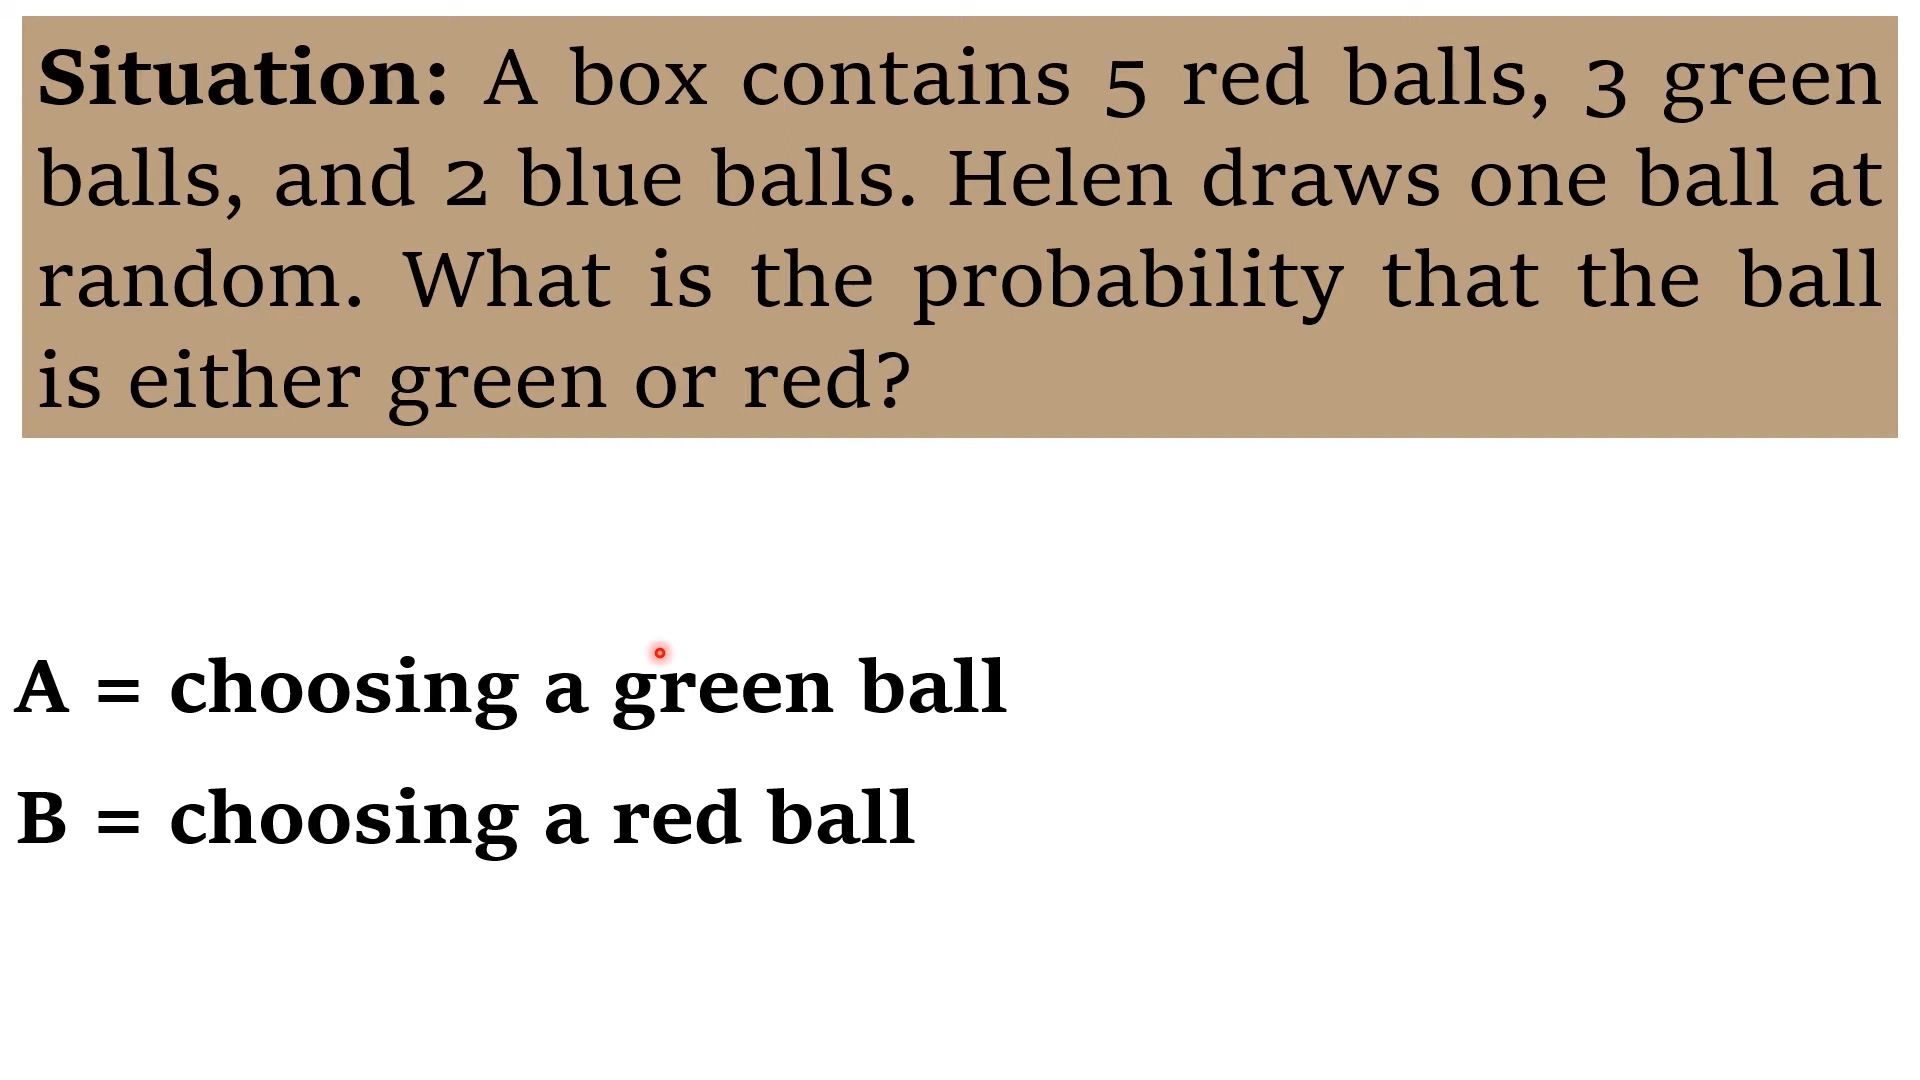 Situation: A box contains 5 red balls, 3 green
balls, and 2 blue balls. Helen draws one ball at
random. What is the probability that the ball
is either green or red?
A = choosing a green ball
B = choosing a red ball